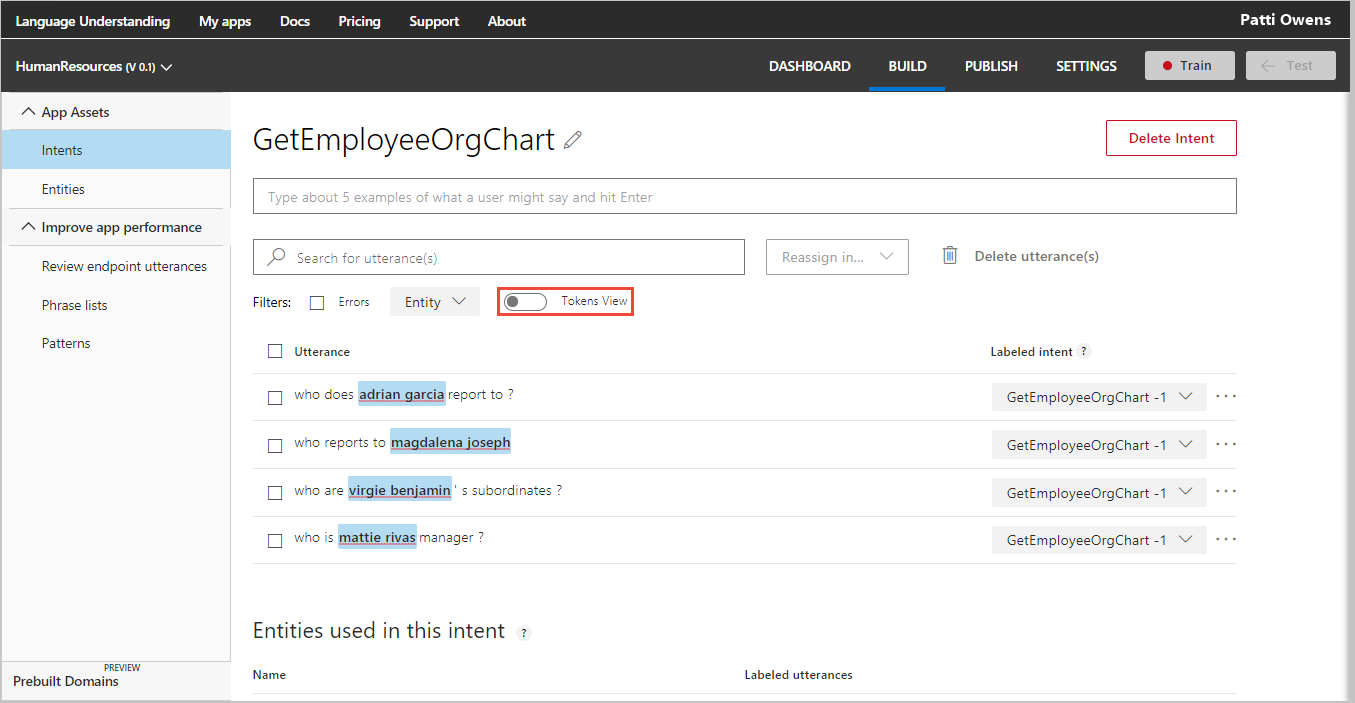 Language Understanding My apps Docs Pricing Support About Patti Owens
HumanResources (V 0.1) DASHBOARD BUILD PUBLISH SETTINGS Train Test
App Assets
Intents
Entities
Improve app performance
Review endpoint utterances
Phrase lists
Patterns
PREVIEW
Prebuilt Domains
GetEmployeeOrgChart Delete Intent
Type about 5 examples of what a user might say and hit Enter
Search for utterance(s) Reassign in... Delete utterance(s)
Filters: Errors Entity Tokens View
Utterance Labeled intent ?
who does adrian garcia report to ? GetEmployeeOrgChart -1 ...
who reports to magdalena joseph GetEmployeeOrgChart -1 ...
who are virgie benjamin ' s subordinates ? GetEmployeeOrgChart -1 ...
who is mattie rivas manager ? GetEmployeeOrgChart -1 ...
Entities used in this intent ?
Name Labeled utterances